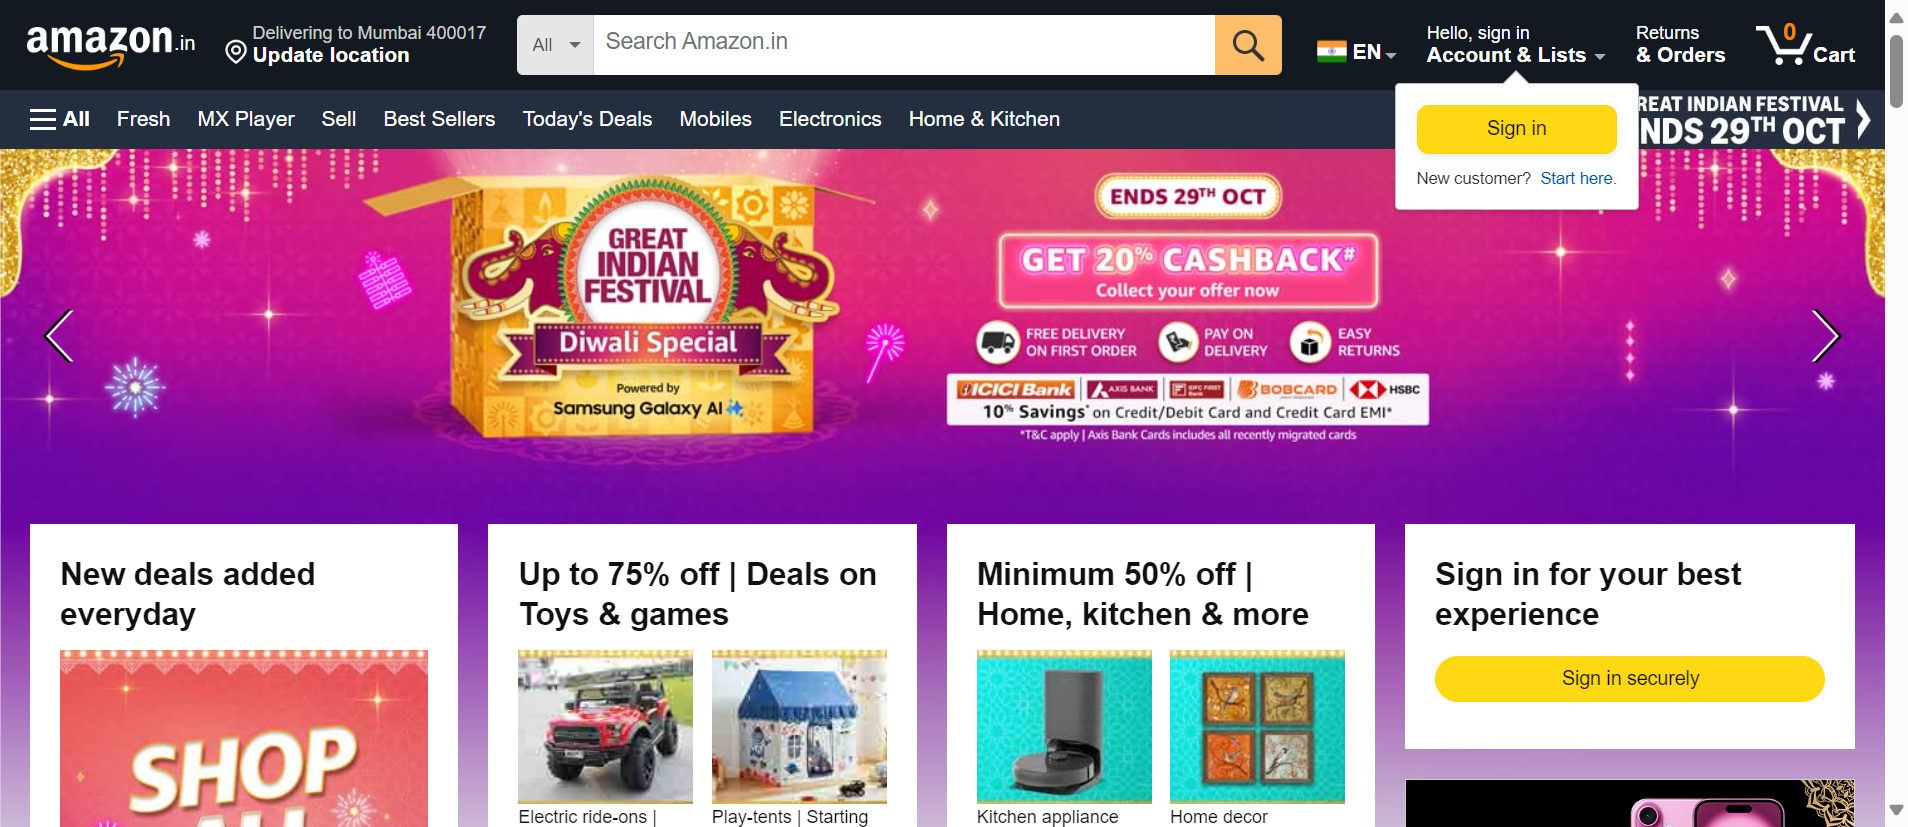 amazon.in
Delivering to Mumbai 400017
Update location
All
Search Amazon.in
EN
Hello, sign in
Account & Lists
Returns
& Orders
0
Cart
All
Fresh
MX Player
Sell
Best Sellers
Today's Deals
Mobiles
Electronics
Home & Kitchen
REAT INDIAN FESTIVAL
NDS 29TH OCT
Sign in
New customer? Start here.
GREAT
INDIAN
FESTIVAL
Diwali Special
Powered by
Samsung Galaxy AI
ENDS 29TH OCT
GET 20% CASHBACK#
Collect your offer now
FREE DELIVERY
ON FIRST ORDER
PAY ON
DELIVERY
EASY
RETURNS
ICICI Bank
AXIS BANK
IDFC FIRST
Bank
BOBCARD
HSBC
10% Savings* on Credit/Debit Card and Credit Card EMI*
*T&C apply | Axis Bank Cards includes all recently migrated cards
New deals added
everyday
SHOP
ALL
Up to 75% off | Deals on
Toys & games
Electric ride-ons |
Play-tents | Starting
Minimum 50% off |
Home, kitchen & more
Kitchen appliance
Home decor
Sign in for your best
experience
Sign in securely